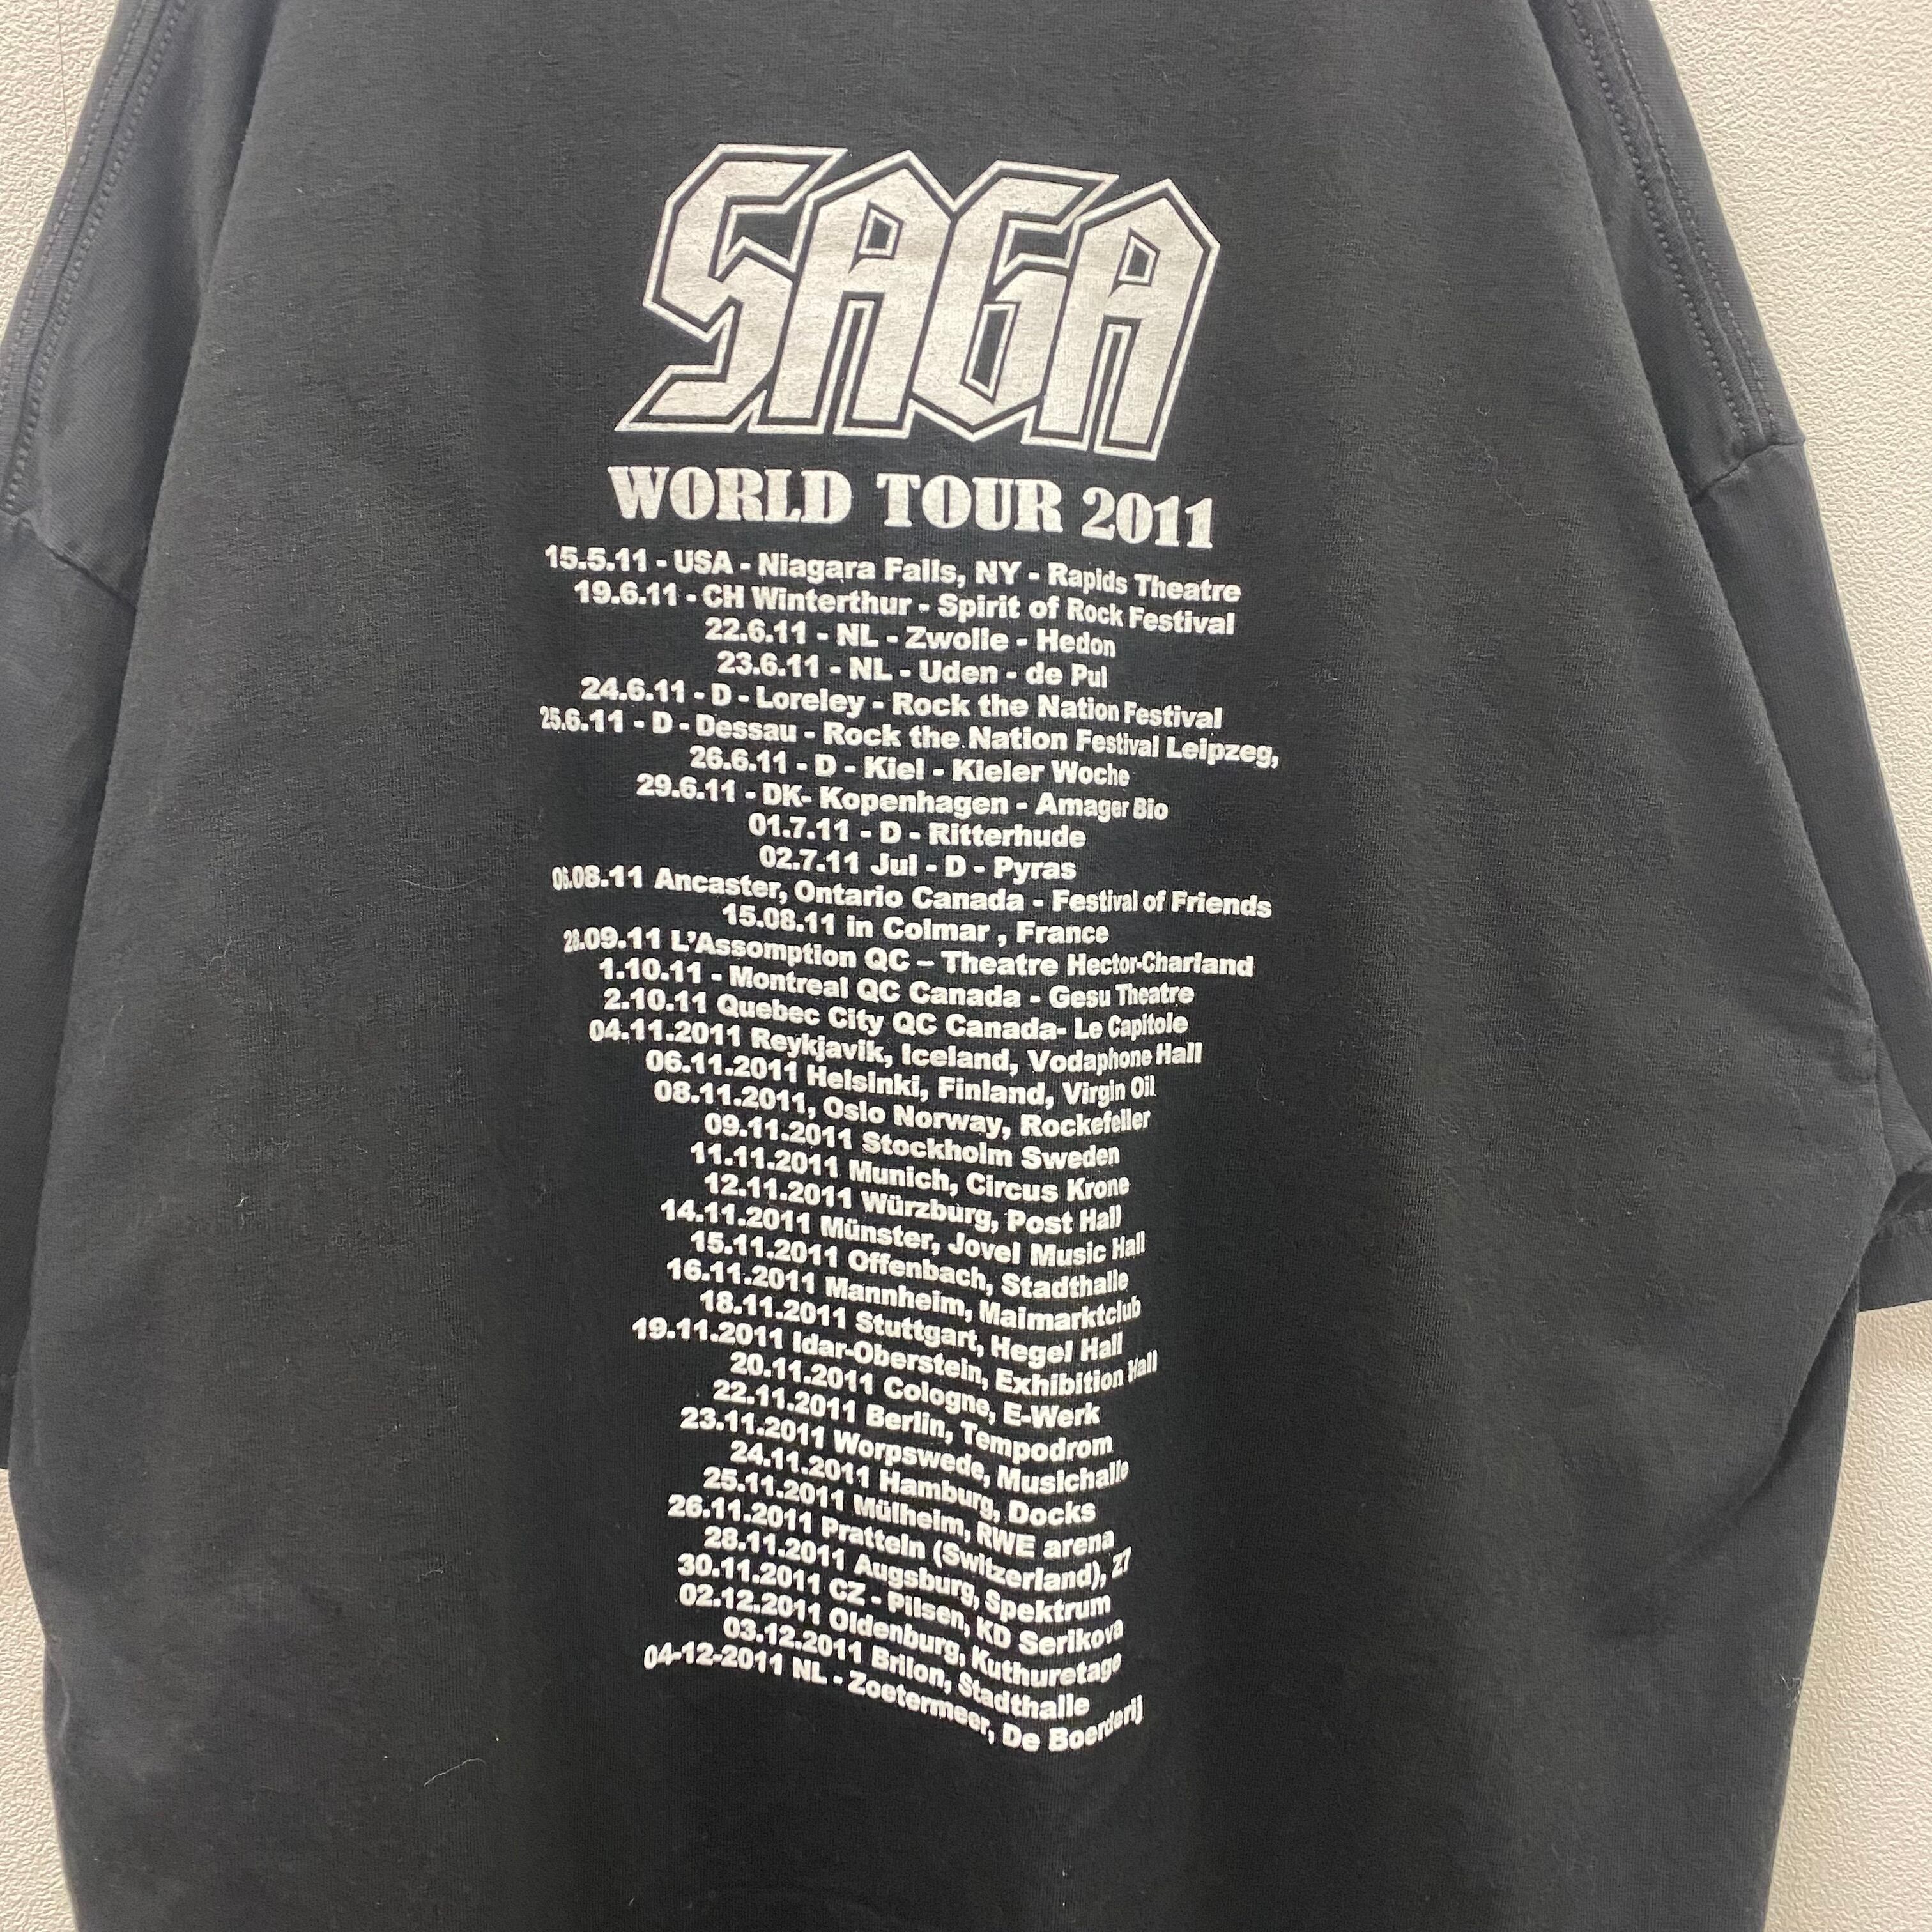 SAGA
WORLD TOUR 2011
15.5.11 - USA - Niagara Falls, NY - Rapids Theatre
19.6.11 - CH Winterthur - Spirit of Rock Festival
22.6.11 - NL - Zwolle - Hedon
23.6.11 - NL - Uden - de Pul
24.6.11 - D - Loreley - Rock the Nation Festival
25.6.11 - D - Dessau - Rock the Nation Festival Leipzeg,
26.6.11 - D - Kiel - Kieler Woche
29.6.11 - DK- Kopenhagen - Amager Bio
01.7.11 - D - Ritterhude
02.7.11 Jul - D - Pyras
06.08.11 Ancaster, Ontario Canada - Festival of Friends
15.08.11 in Colmar , France
28.09.11 L'Assomption QC – Theatre Hector-Charland
1.10.11 - Montreal QC Canada - Gesu Theatre
2.10.11 Quebec City QC Canada- Le Capitole
04.11.2011 Reykjavik, Iceland, Vodaphone Hall
06.11.2011 Helsinki, Finland, Virgin Oil
08.11.2011, Oslo Norway, Rockefeller
09.11.2011 Stockholm Sweden
11.11.2011 Munich, Circus Krone
12.11.2011 Würzburg, Post Hall
14.11.2011 Münster, Jovel Music Hall
15.11.2011 Offenbach, Stadthalle
16.11.2011 Mannheim, Maimarktclub
18.11.2011 Stuttgart, Hegel Hall
19.11.2011 Idar-Oberstein, Exhibition Hall
20.11.2011 Cologne, E-Werk
22.11.2011 Berlin, Tempodrom
23.11.2011 Worpswede, Musichalle
24.11.2011 Hamburg, Docks
25.11.2011 Mülheim, RWE arena
26.11.2011 Pratteln (Switzerland), Z7
28.11.2011 Augsburg, Spektrum
30.11.2011 CZ - Pilsen, KD Serikova
02.12.2011 Oldenburg, Kuthuretage
03.12.2011 Brilon, Stadthalle
04-12-2011 NL - Zoetermeer, De Boerderij